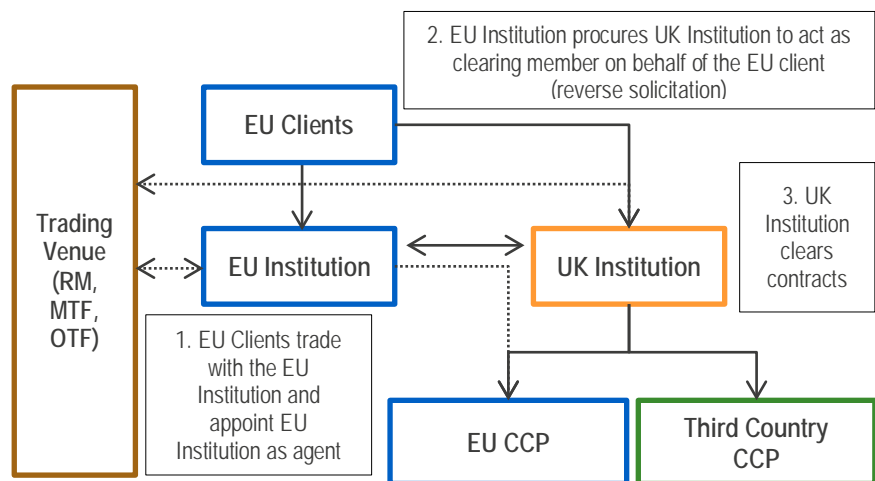 2. EU Institution procures UK Institution to act as
clearing member on behalf of the EU client
(reverse solicitation)
EU Clients
Trading
Venue
(RM,
MTF,
OTF)
EU Institution
UK Institution
3. UK
Institution
clears
contracts
1. EU Clients trade
with the EU
Institution and
appoint EU
Institution as agent
EU CCP
Third Country
CCP